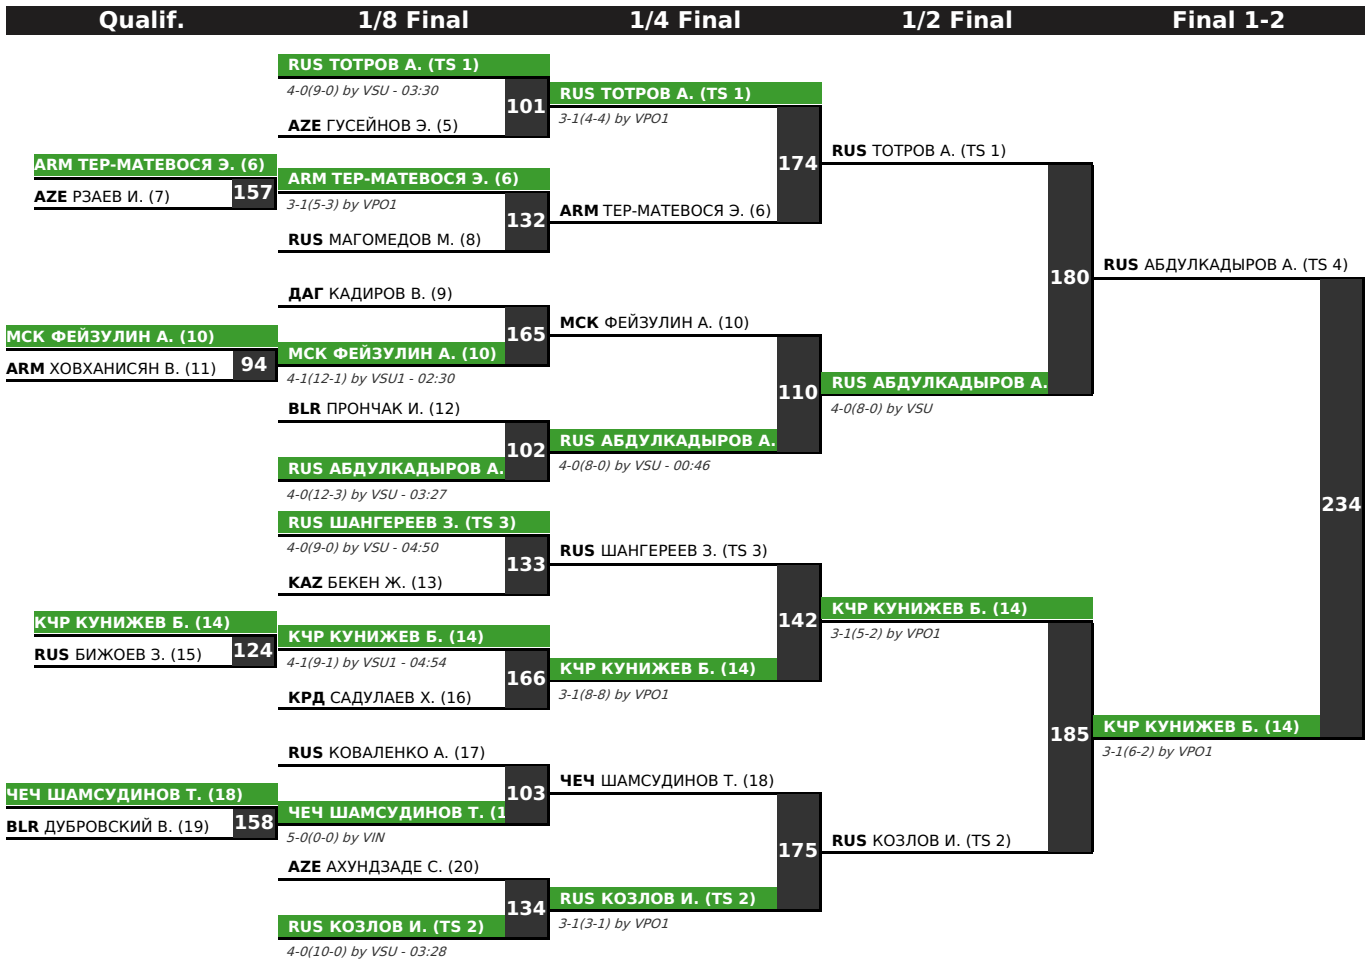 Qualif.
1/8 Final
1/4 Final
1/2 Final
Final 1-2
ARM ТЕР-МАТЕВОСЯ Э. (6)
AZE РЗАЕВ И. (7)
157
МСК ФЕЙЗУЛИН А. (10)
ARM ХОВХАНИСЯН В. (11)
94
КЧР КУНИЖЕВ Б. (14)
RUS БИЖОЕВ З. (15)
124
ЧЕЧ ШАМСУДИНОВ Т. (18)
BLR ДУБРОВСКИЙ В. (19)
158
RUS ТОТРОВ А. (TS 1)
4-0(9-0) by VSU - 03:30
101
AZE ГУСЕЙНОВ Э. (5)
ARM ТЕР-МАТЕВОСЯ Э. (6)
3-1(5-3) by VPO1
132
RUS МАГОМЕДОВ М. (8)
ДАГ КАДИРОВ В. (9)
165
МСК ФЕЙЗУЛИН А. (10)
4-1(12-1) by VSU1 - 02:30
BLR ПРОНЧАК И. (12)
102
RUS АБДУЛКАДЫРОВ А.
4-0(12-3) by VSU - 03:27
RUS ШАНГЕРЕЕВ З. (TS 3)
4-0(9-0) by VSU - 04:50
133
KAZ БЕКЕН Ж. (13)
КЧР КУНИЖЕВ Б. (14)
4-1(9-1) by VSU1 - 04:54
166
КРД САДУЛАЕВ Х. (16)
RUS КОВАЛЕНКО А. (17)
103
ЧЕЧ ШАМСУДИНОВ Т. (1
5-0(0-0) by VIN
AZE АХУНДЗАДЕ С. (20)
134
RUS КОЗЛОВ И. (TS 2)
4-0(10-0) by VSU - 03:28
RUS ТОТРОВ А. (TS 1)
3-1(4-4) by VPO1
174
ARM ТЕР-МАТЕВОСЯ Э. (6)
МСК ФЕЙЗУЛИН А. (10)
110
RUS АБДУЛКАДЫРОВ А.
4-0(8-0) by VSU - 00:46
RUS ШАНГЕРЕЕВ З. (TS 3)
142
КЧР КУНИЖЕВ Б. (14)
3-1(8-8) by VPO1
ЧЕЧ ШАМСУДИНОВ Т. (18)
175
RUS КОЗЛОВ И. (TS 2)
3-1(3-1) by VPO1
RUS ТОТРОВ А. (TS 1)
180
RUS АБДУЛКАДЫРОВ А.
4-0(8-0) by VSU
КЧР КУНИЖЕВ Б. (14)
3-1(5-2) by VPO1
185
RUS КОЗЛОВ И. (TS 2)
RUS АБДУЛКАДЫРОВ А. (TS 4)
234
КЧР КУНИЖЕВ Б. (14)
3-1(6-2) by VPO1